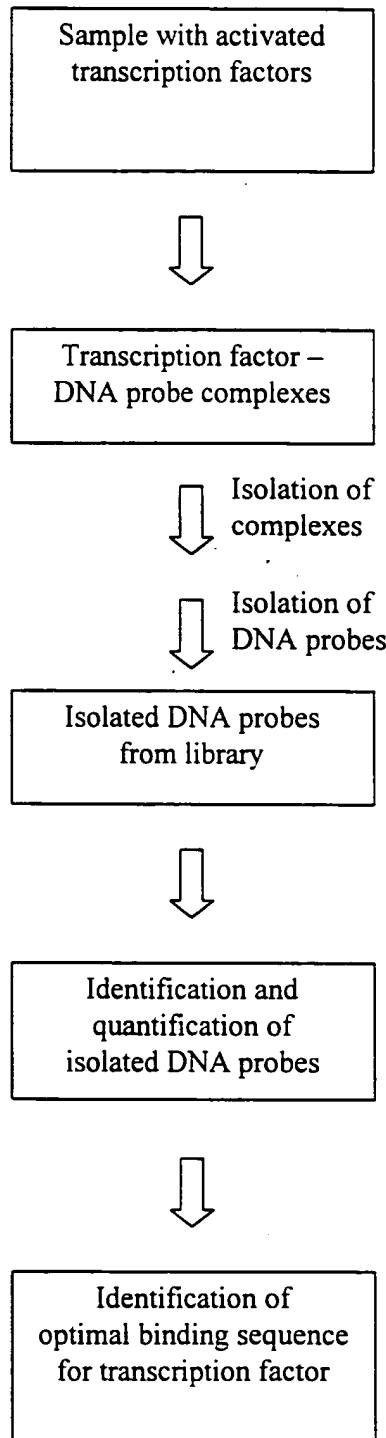 Sample with activated
transcription factors
Transcription factor –
DNA probe complexes
Isolation of
complexes
Isolation of
DNA probes
Isolated DNA probes
from library
Identification and
quantification of
isolated DNA probes
Identification of
optimal binding sequence
for transcription factor